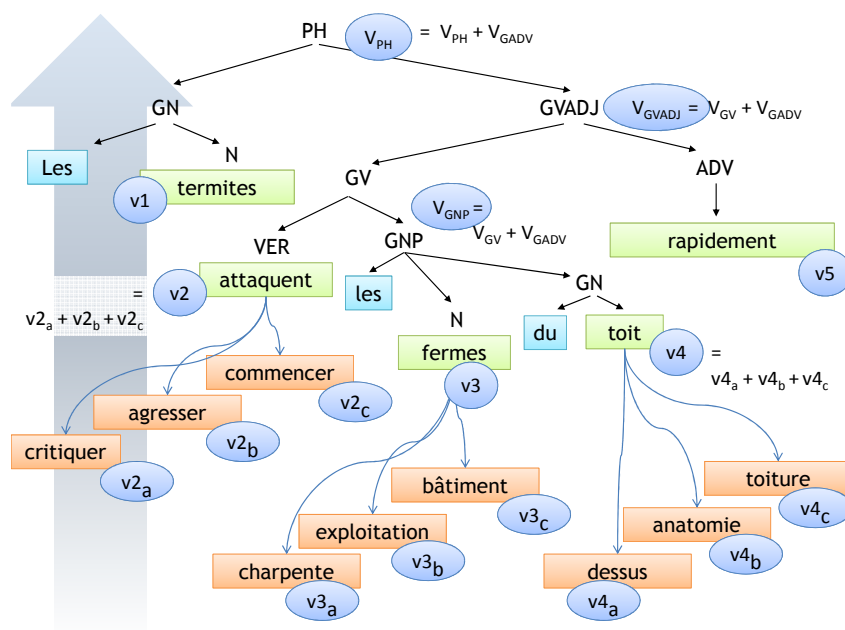 PH
V_PH
= V_PH + V_GADV
GN
GVADJ
V_GVADJ = V_GV + V_GADV
Les
N
termites
v1
GV
ADV
V_GNP =
V_GV + V_GADV
rapidement
v5
VER
GNP
attaquent
v2
=
v2_a + v2_b + v2_c
les
GN
N
du
toit
v4
=
v4_a + v4_b + v4_c
fermes
v3
commencer
v2_c
agresser
v2_b
critiquer
v2_a
bâtiment
v3_c
exploitation
v3_b
charpente
v3_a
toiture
v4_c
anatomie
v4_b
dessus
v4_a